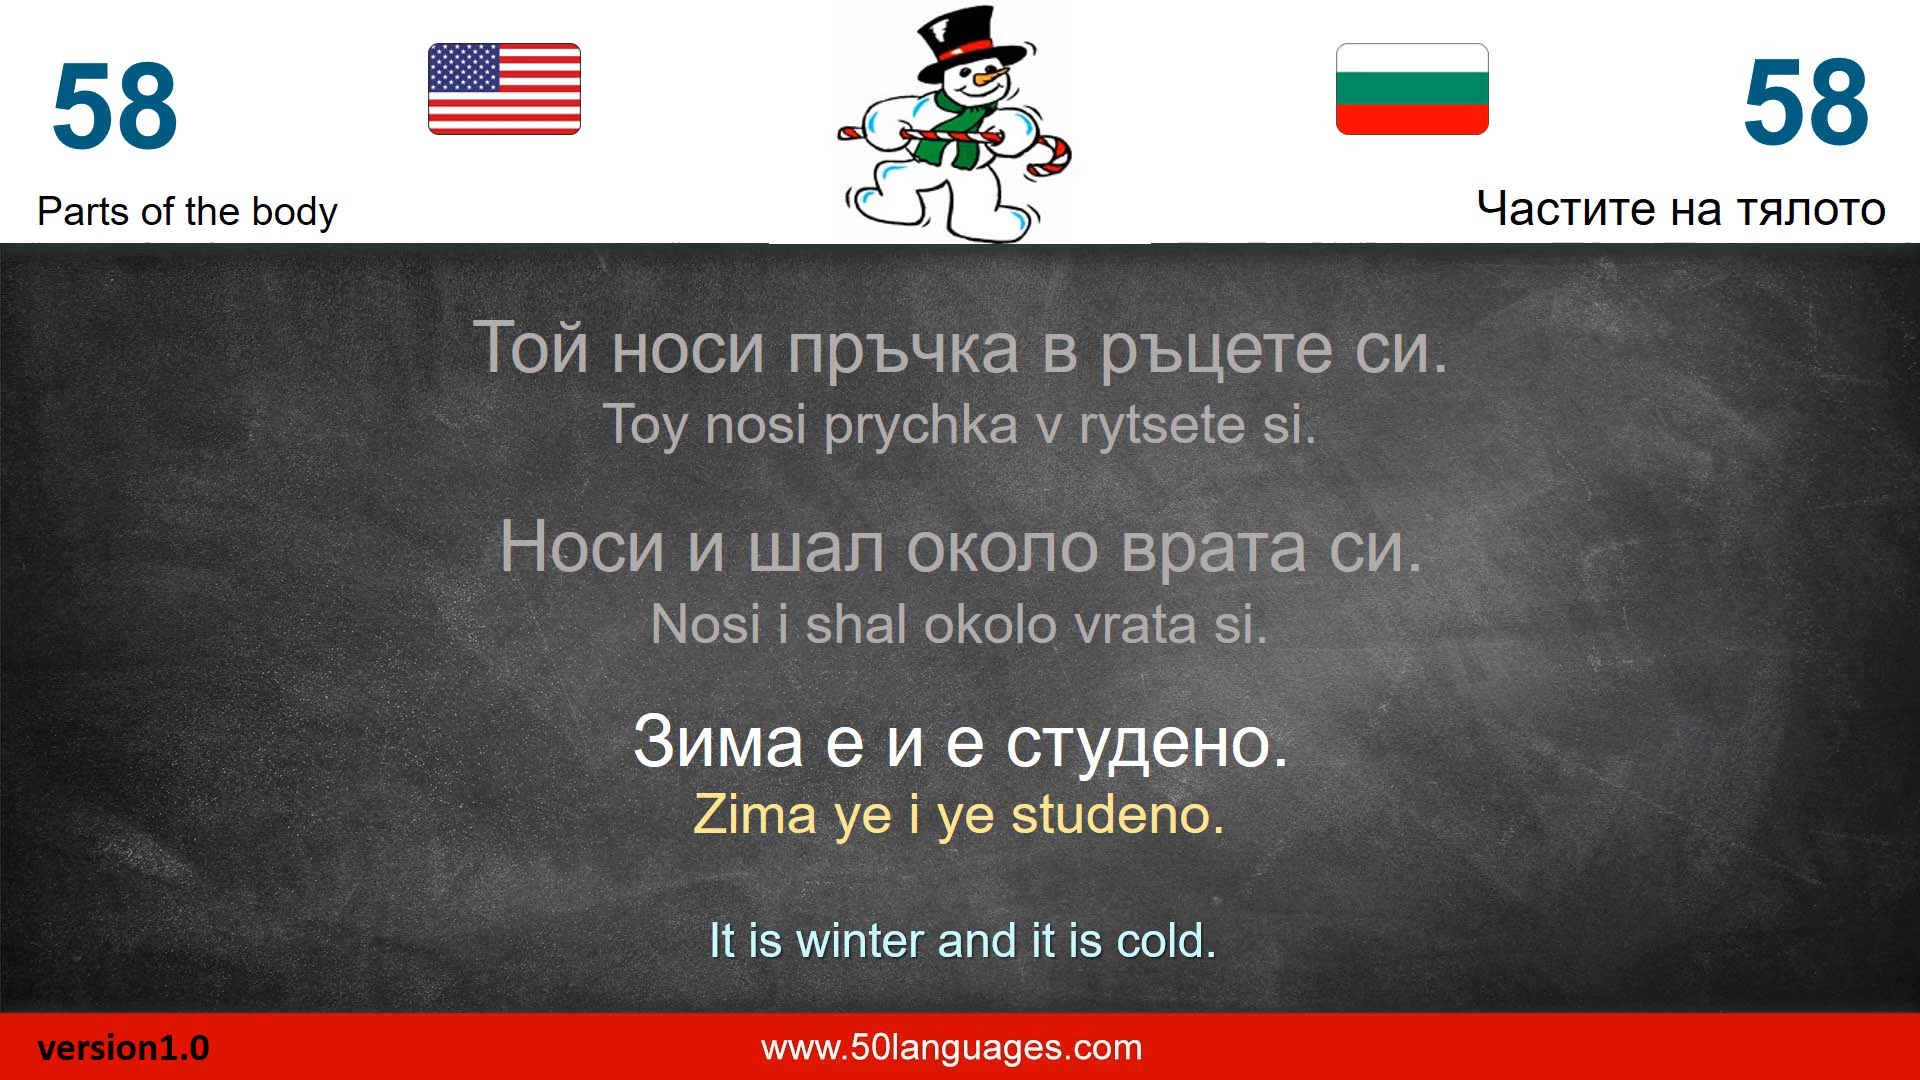 58
58
Parts of the body
Частите на тялото
Той носи пръчка в ръцете си.
Toy nosi prychka v rytsete si.
Носи и шал около врата си.
Nosi i shal okolo vrata si.
Зима е и е студено.
Zima ye i ye studeno.
It is winter and it is cold.
version1.0
www.50languages.com